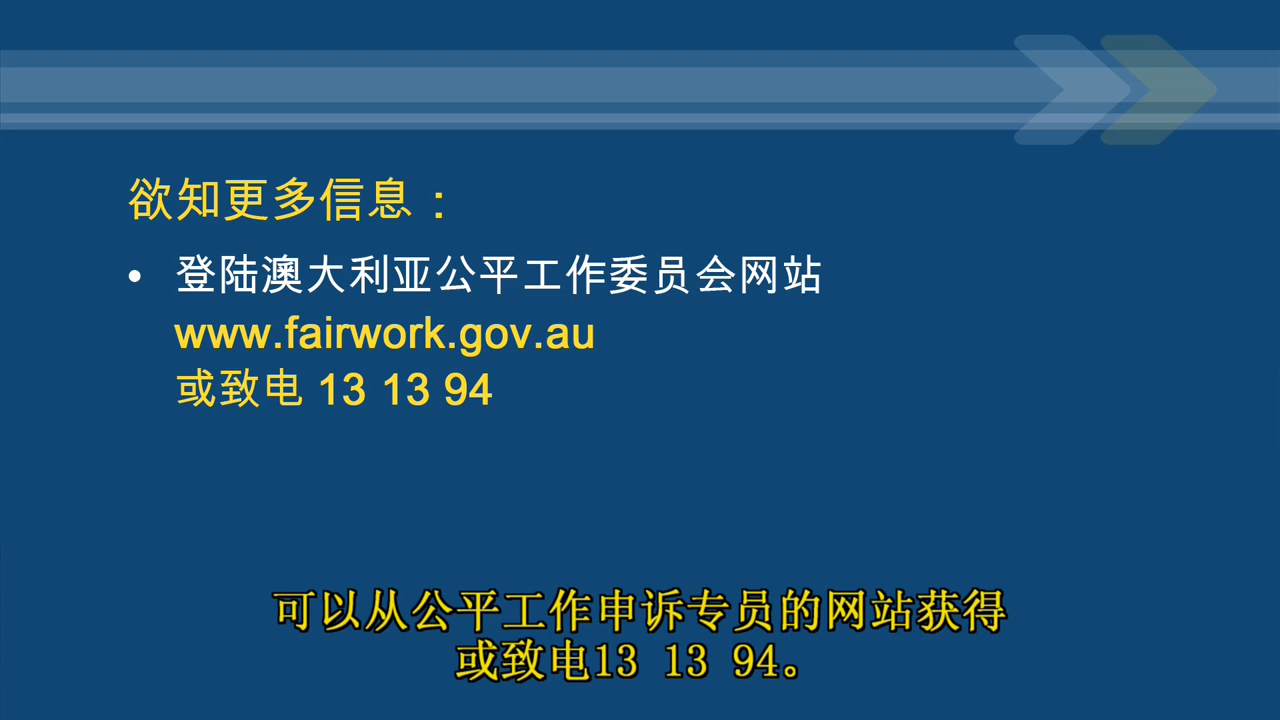 欲知更多信息：
• 登陆澳大利亚公平工作委员会网站
www.fairwork.gov.au
或致电 13 13 94
可以从公平工作申诉专员的网站获得
或致电13 13 94。